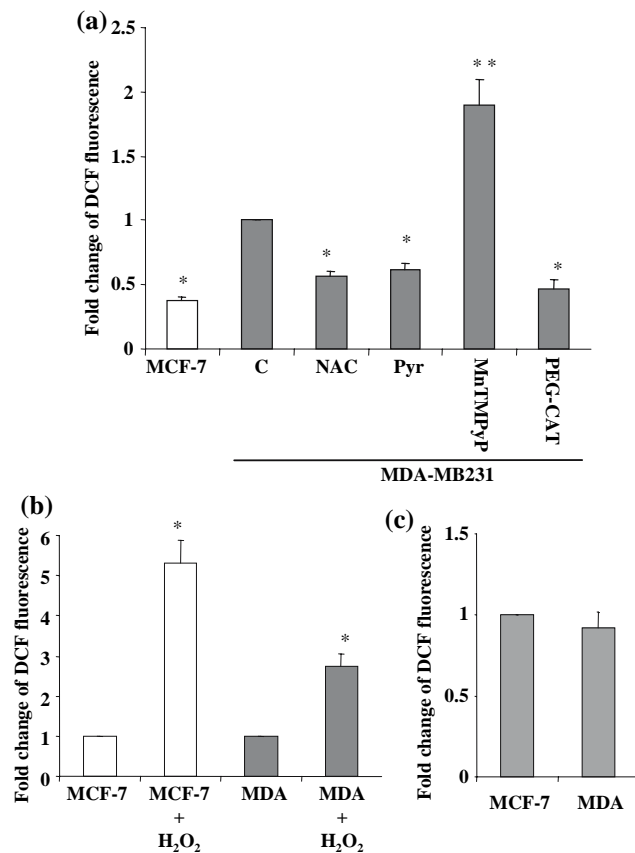 (a)
Fold change of DCF fluorescence
2.5
2
1.5
1
0.5
0
*
*
*
* *
*
MCF-7
C
NAC
Pyr
MnTMPyP
PEG-CAT
MDA-MB231
(b)
Fold change of DCF fluorescence
6
5
4
3
2
1
0
*
*
MCF-7
MCF-7
+
H₂O₂
MDA
MDA
+
H₂O₂
(c)
Fold change of DCF fluorescence
1.5
1
0.5
0
MCF-7
MDA